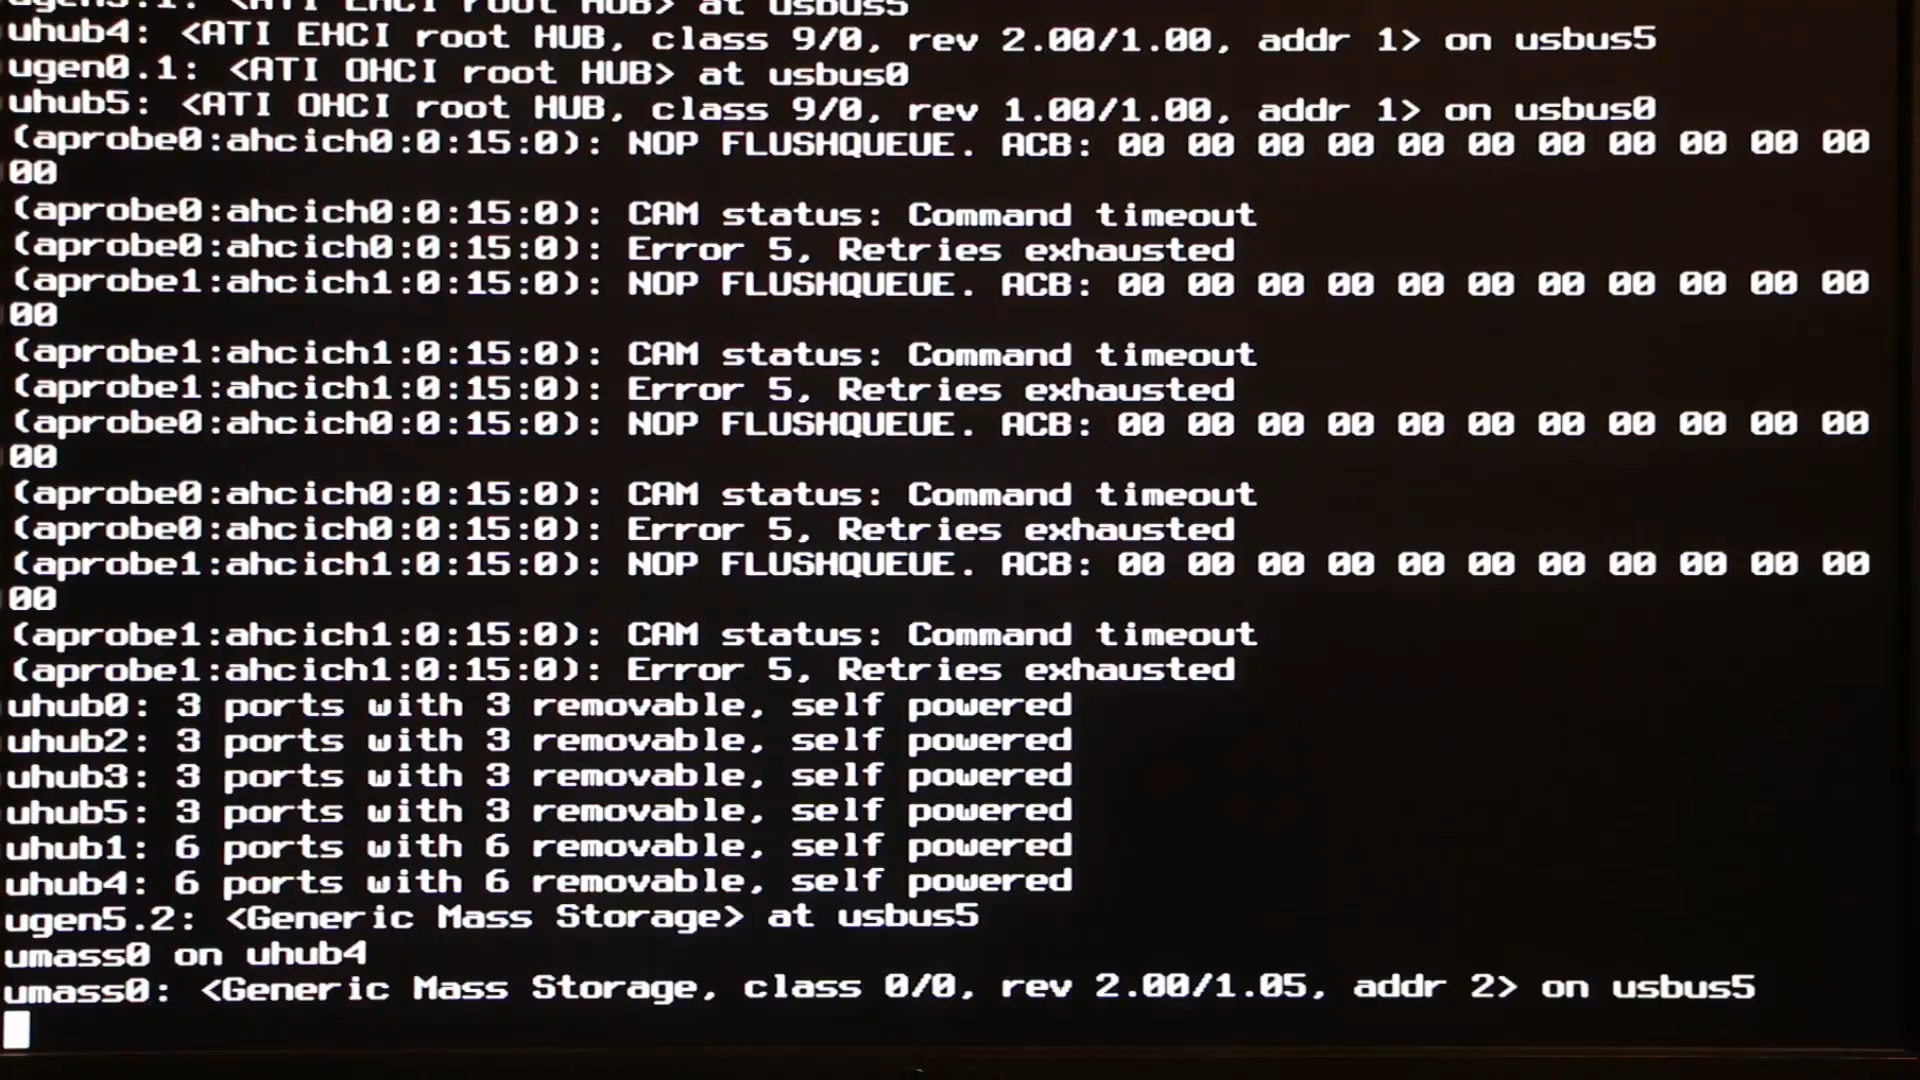 ugen5.1: <ATI EHCI root HUB> at usbus5
uhub4: <ATI EHCI root HUB, class 9/0, rev 2.00/1.00, addr 1> on usbus5
ugen0.1: <ATI OHCI root HUB> at usbus0
uhub5: <ATI OHCI root HUB, class 9/0, rev 1.00/1.00, addr 1> on usbus0
(aprobe0:ahcich0:0:15:0): NOP FLUSHQUEUE. ACB: 00 00 00 00 00 00 00 00 00 00 00
00
(aprobe0:ahcich0:0:15:0): CAM status: Command timeout
(aprobe0:ahcich0:0:15:0): Error 5, Retries exhausted
(aprobe1:ahcich1:0:15:0): NOP FLUSHQUEUE. ACB: 00 00 00 00 00 00 00 00 00 00 00
00
(aprobe1:ahcich1:0:15:0): CAM status: Command timeout
(aprobe1:ahcich1:0:15:0): Error 5, Retries exhausted
(aprobe0:ahcich0:0:15:0): NOP FLUSHQUEUE. ACB: 00 00 00 00 00 00 00 00 00 00 00
00
(aprobe0:ahcich0:0:15:0): CAM status: Command timeout
(aprobe0:ahcich0:0:15:0): Error 5, Retries exhausted
(aprobe1:ahcich1:0:15:0): NOP FLUSHQUEUE. ACB: 00 00 00 00 00 00 00 00 00 00 00
00
(aprobe1:ahcich1:0:15:0): CAM status: Command timeout
(aprobe1:ahcich1:0:15:0): Error 5, Retries exhausted
uhub0: 3 ports with 3 removable, self powered
uhub2: 3 ports with 3 removable, self powered
uhub3: 3 ports with 3 removable, self powered
uhub5: 3 ports with 3 removable, self powered
uhub1: 6 ports with 6 removable, self powered
uhub4: 6 ports with 6 removable, self powered
ugen5.2: <Generic Mass Storage> at usbus5
umass0 on uhub4
umass0: <Generic Mass Storage, class 0/0, rev 2.00/1.05, addr 2> on usbus5